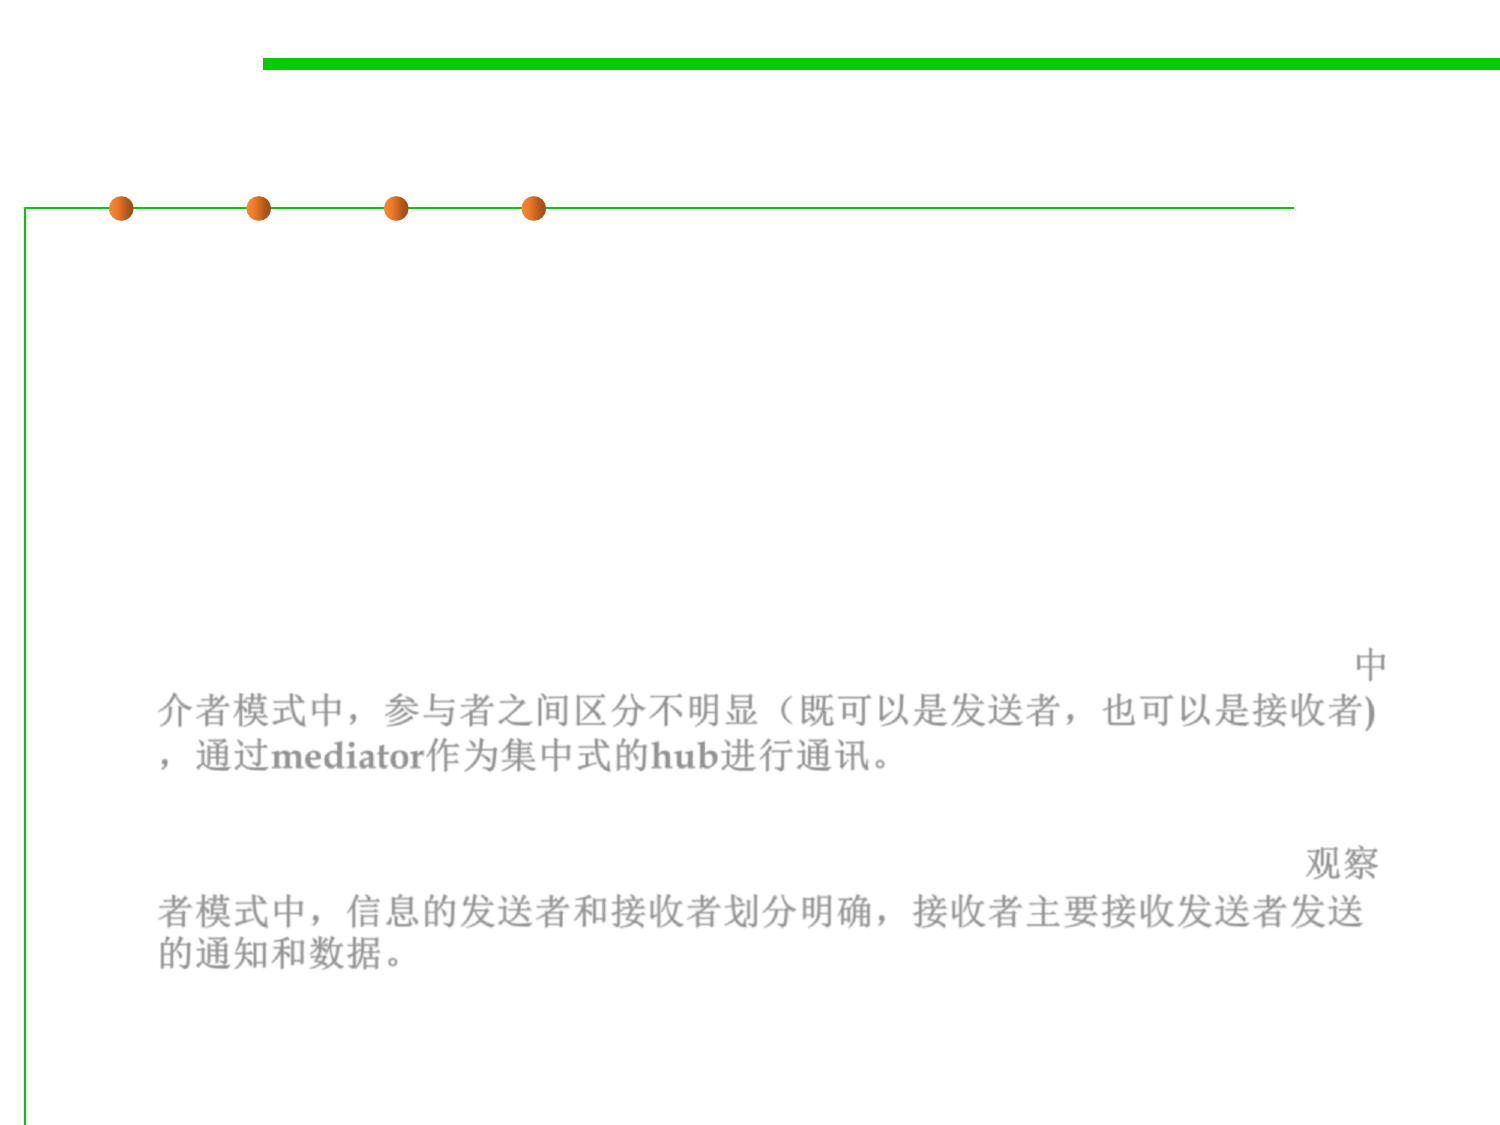 中
介者模式中，参与者之间区分不明显（既可以是发送者，也可以是接收者)
，通过mediator作为集中式的hub进行通讯。
观察
者模式中，信息的发送者和接收者划分明确，接收者主要接收发送者发送
的通知和数据。